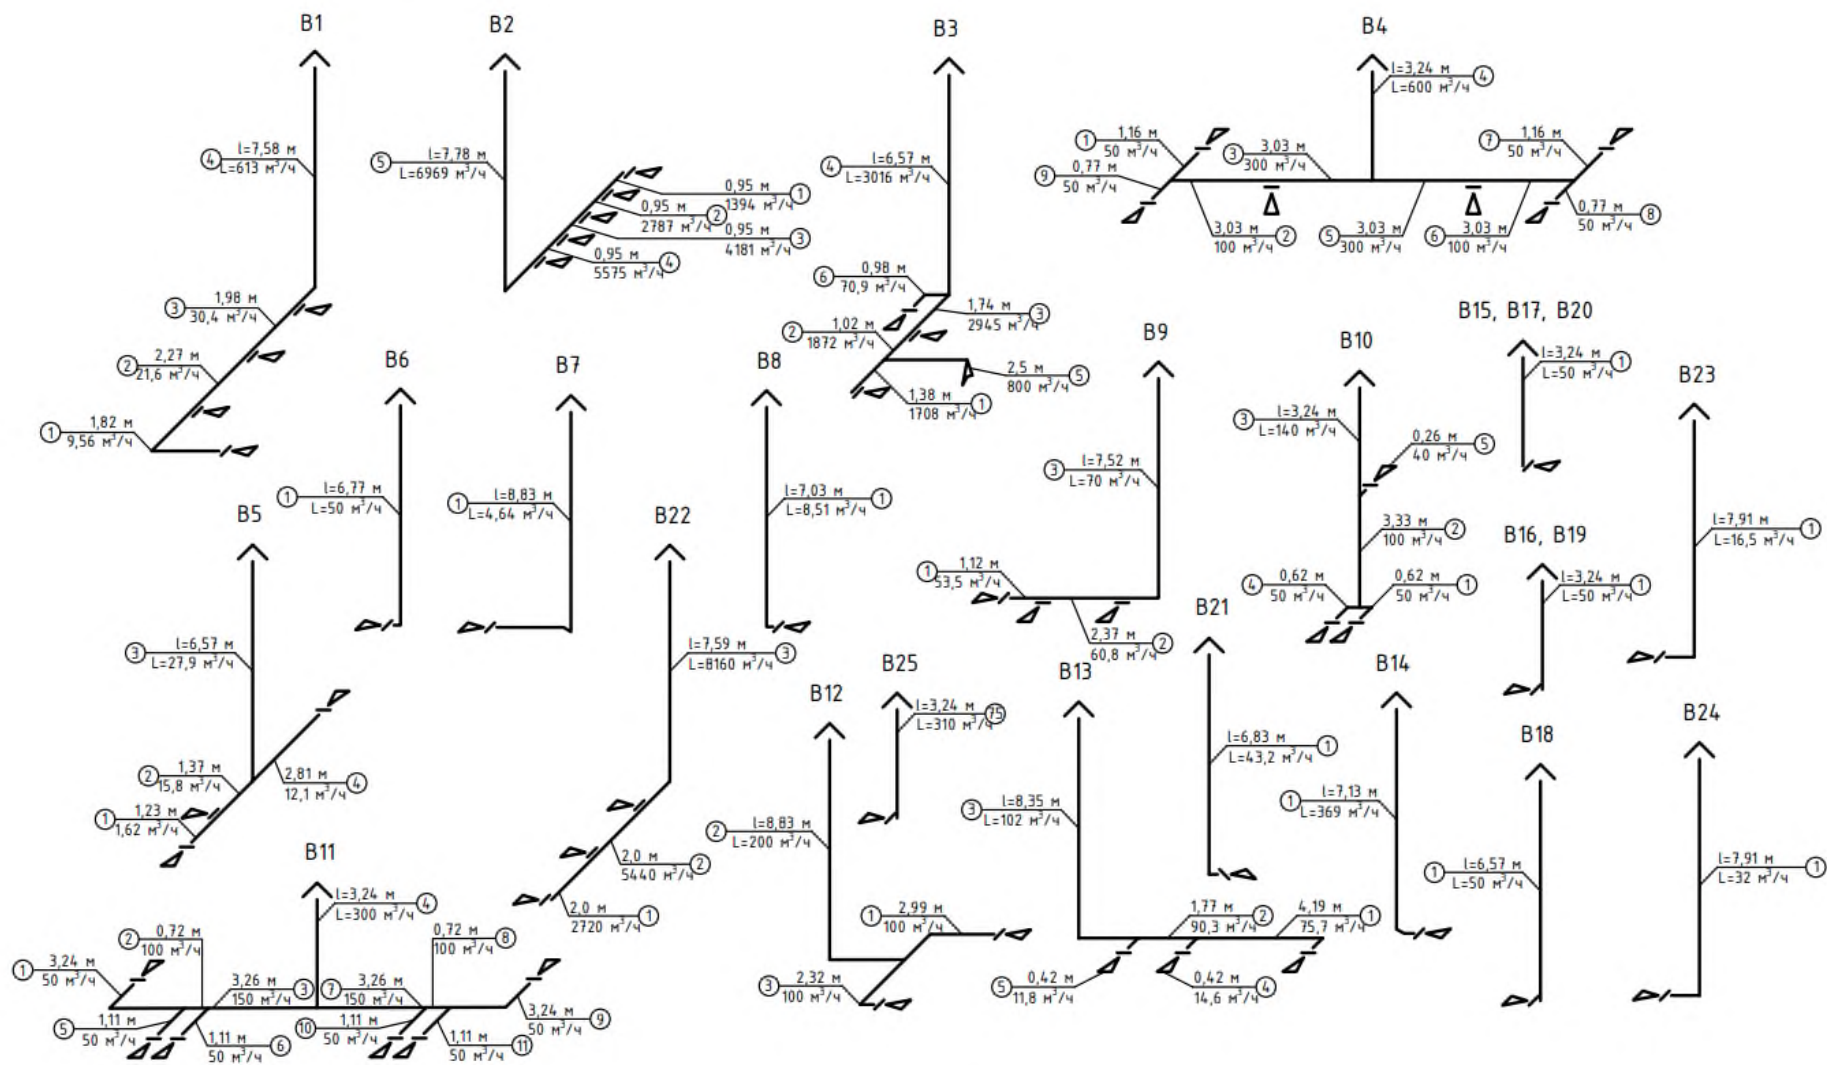 В1
④
l=7,58 м
L=613 м³/ч
③
1,98 м
30,4 м³/ч
②
2,27 м
21,6 м³/ч
①
1,82 м
9,56 м³/ч
В2
⑤
l=7,78 м
L=6969 м³/ч
0,95 м
1394 м³/ч
①
0,95 м
2787 м³/ч
②
0,95 м
4181 м³/ч
③
0,95 м
5575 м³/ч
④
В3
④
l=6,57 м
L=3016 м³/ч
⑥
0,98 м
70,9 м³/ч
1,74 м
2945 м³/ч
③
②
1,02 м
1872 м³/ч
2,5 м
800 м³/ч
⑤
1,38 м
1708 м³/ч
①
В4
l=3,24 м
L=600 м³/ч
④
①
1,16 м
50 м³/ч
③
3,03 м
300 м³/ч
⑦
1,16 м
50 м³/ч
⑨
0,77 м
50 м³/ч
0,77 м
50 м³/ч
⑧
3,03 м
100 м³/ч
②
⑤
3,03 м
300 м³/ч
⑥
3,03 м
100 м³/ч
В6
①
l=6,77 м
L=50 м³/ч
В7
①
l=8,83 м
L=4,64 м³/ч
В8
l=7,03 м
L=8,51 м³/ч
①
В9
③
l=7,52 м
L=70 м³/ч
①
1,12 м
53,5 м³/ч
2,37 м
60,8 м³/ч
②
В10
③
l=3,24 м
L=140 м³/ч
0,26 м
40 м³/ч
⑤
3,33 м
100 м³/ч
②
④
0,62 м
50 м³/ч
0,62 м
50 м³/ч
①
В15, В17, В20
l=3,24 м
L=50 м³/ч
①
В23
l=7,91 м
L=16,5 м³/ч
①
В16, В19
l=3,24 м
L=50 м³/ч
①
В5
③
l=6,57 м
L=27,9 м³/ч
②
1,37 м
15,8 м³/ч
2,81 м
12,1 м³/ч
④
①
1,23 м
1,62 м³/ч
В22
l=7,59 м
L=8160 м³/ч
③
2,0 м
5440 м³/ч
②
2,0 м
2720 м³/ч
①
В12
②
l=8,83 м
L=200 м³/ч
①
2,99 м
100 м³/ч
③
2,32 м
100 м³/ч
В25
l=3,24 м
L=310 м³/ч
75
В13
③
l=8,35 м
L=102 м³/ч
1,77 м
90,3 м³/ч
②
4,19 м
75,7 м³/ч
①
⑤
0,42 м
11,8 м³/ч
0,42 м
14,6 м³/ч
④
В21
l=6,83 м
L=43,2 м³/ч
①
В14
①
l=7,13 м
L=369 м³/ч
В18
①
l=6,57 м
L=50 м³/ч
В24
l=7,91 м
L=32 м³/ч
①
В11
l=3,24 м
L=300 м³/ч
④
②
0,72 м
100 м³/ч
0,72 м
100 м³/ч
⑧
①
3,24 м
50 м³/ч
3,26 м
150 м³/ч
③
⑦
3,26 м
150 м³/ч
⑤
1,11 м
50 м³/ч
1,11 м
50 м³/ч
⑥
⑩
1,11 м
50 м³/ч
1,11 м
50 м³/ч
⑪
3,24 м
50 м³/ч
⑨